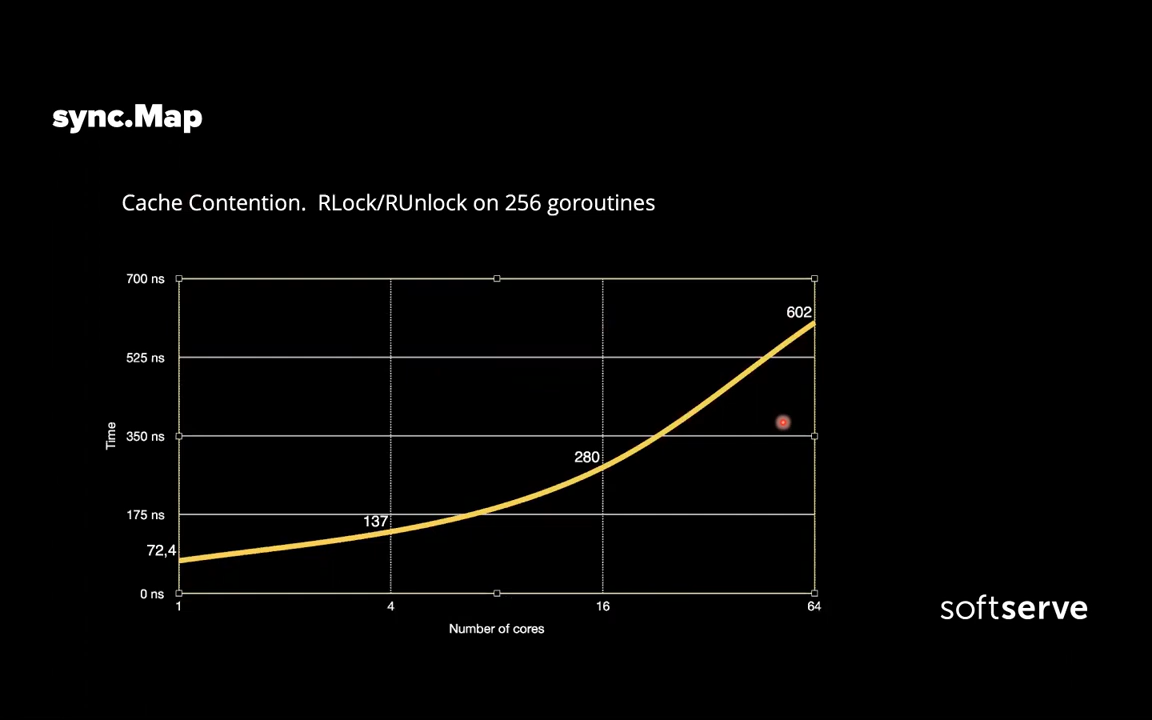 sync.Map
Cache Contention. RLock/RUnlock on 256 goroutines
700 ns
602
525 ns
Time
350 ns
280
175 ns
137
72,4
0 ns
1
4
16
64
Number of cores
softserve